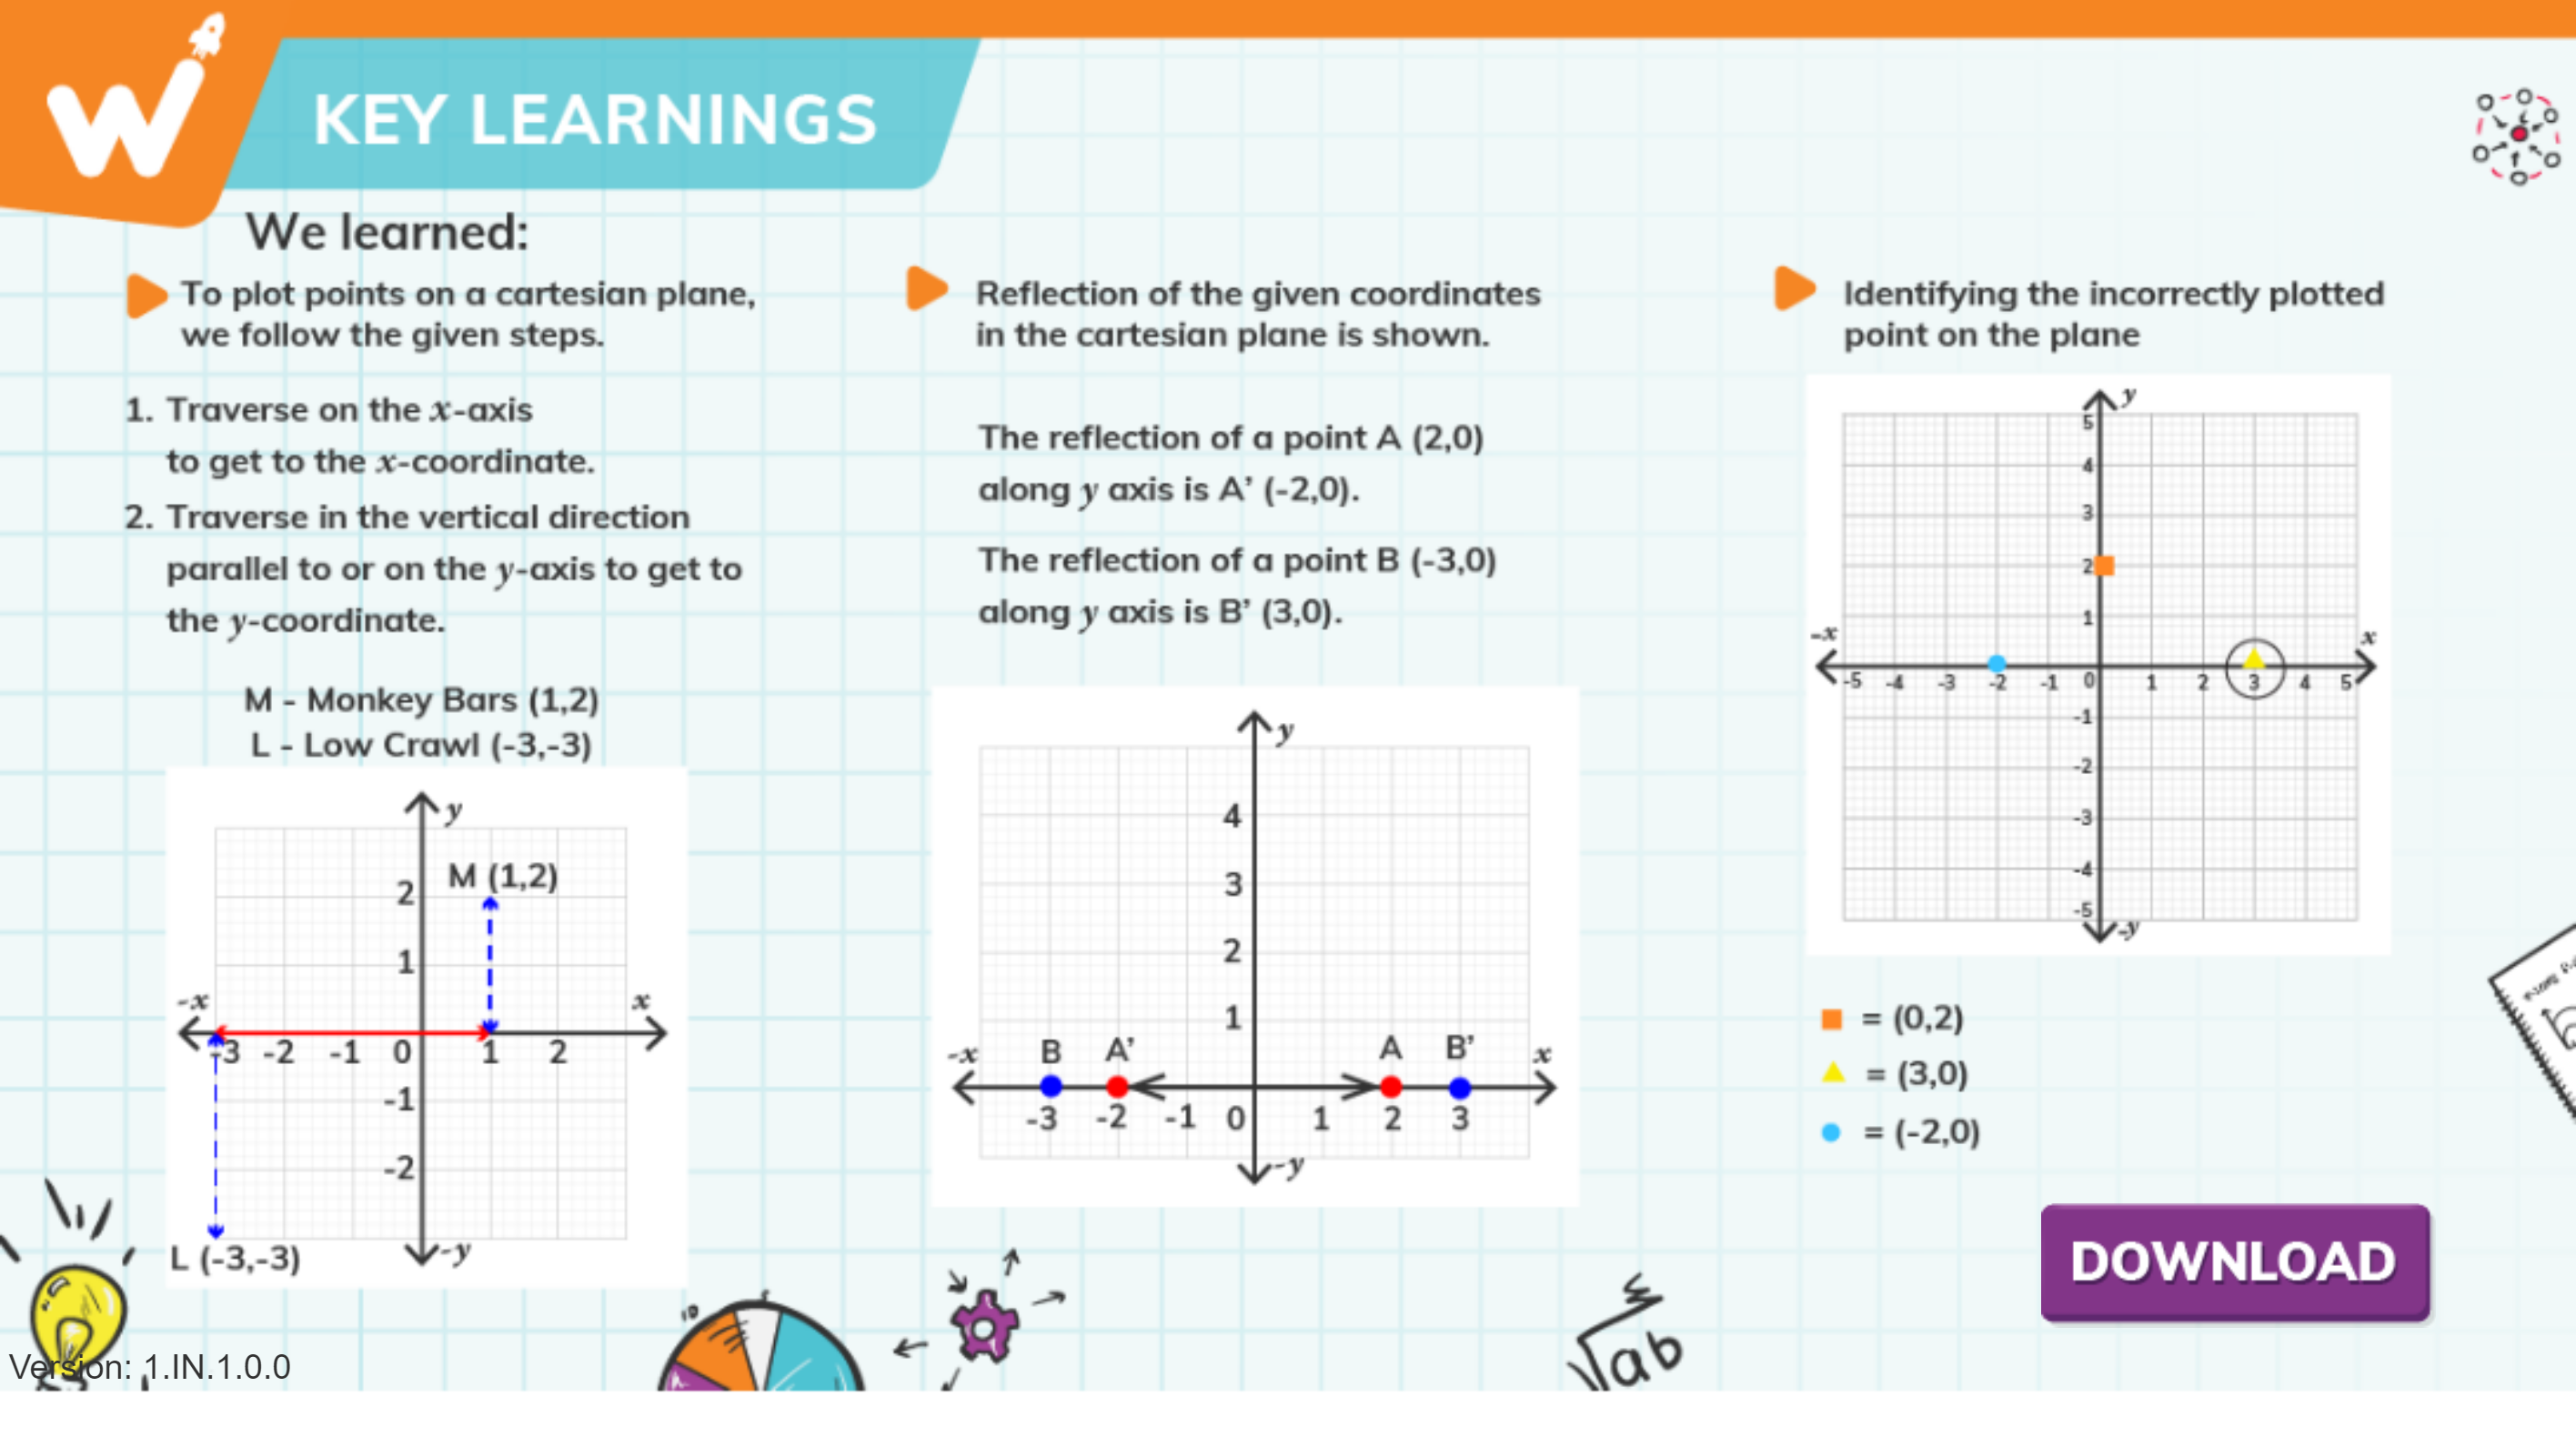 KEY LEARNINGS
We learned:
To plot points on a cartesian plane,
we follow the given steps.
1. Traverse on the x-axis
to get to the x-coordinate.
2. Traverse in the vertical direction
parallel to or on the y-axis to get to
the y-coordinate.
M - Monkey Bars (1,2)
L - Low Crawl (-3,-3)
y
M (1,2)
2
1
-x
x
-3 -2 -1 0 1 2
-1
-2
L (-3,-3)
-y
Reflection of the given coordinates
in the cartesian plane is shown.
The reflection of a point A (2,0)
along y axis is A’ (-2,0).
The reflection of a point B (-3,0)
along y axis is B’ (3,0).
y
4
3
2
1
-x B A’ A B’ x
-3 -2 -1 0 1 2 3
-y
Identifying the incorrectly plotted
point on the plane
y
5
4
3
2
1
-x x
-5 -4 -3 -2 -1 0 1 2 3 4 5
-1
-2
-3
-4
-5
-y
= (0,2)
= (3,0)
= (-2,0)
DOWNLOAD
√ab
Version: 1.IN.1.0.0